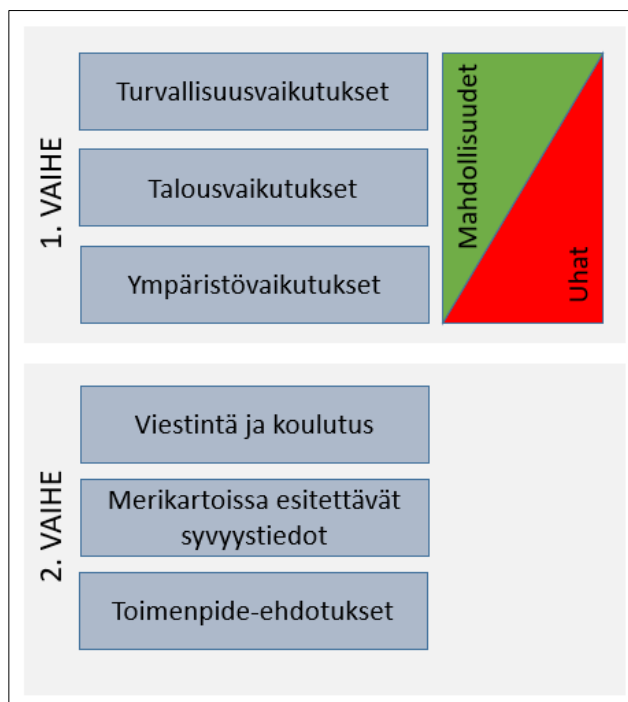 1. VAIHE
Turvallisuusvaikutukset
Talousvaikutukset
Ympäristövaikutukset
Mahdollisuudet
Uhat
2. VAIHE
Viestintä ja koulutus
Merikartoissa esitettävät
syvyystiedot
Toimenpide-ehdotukset